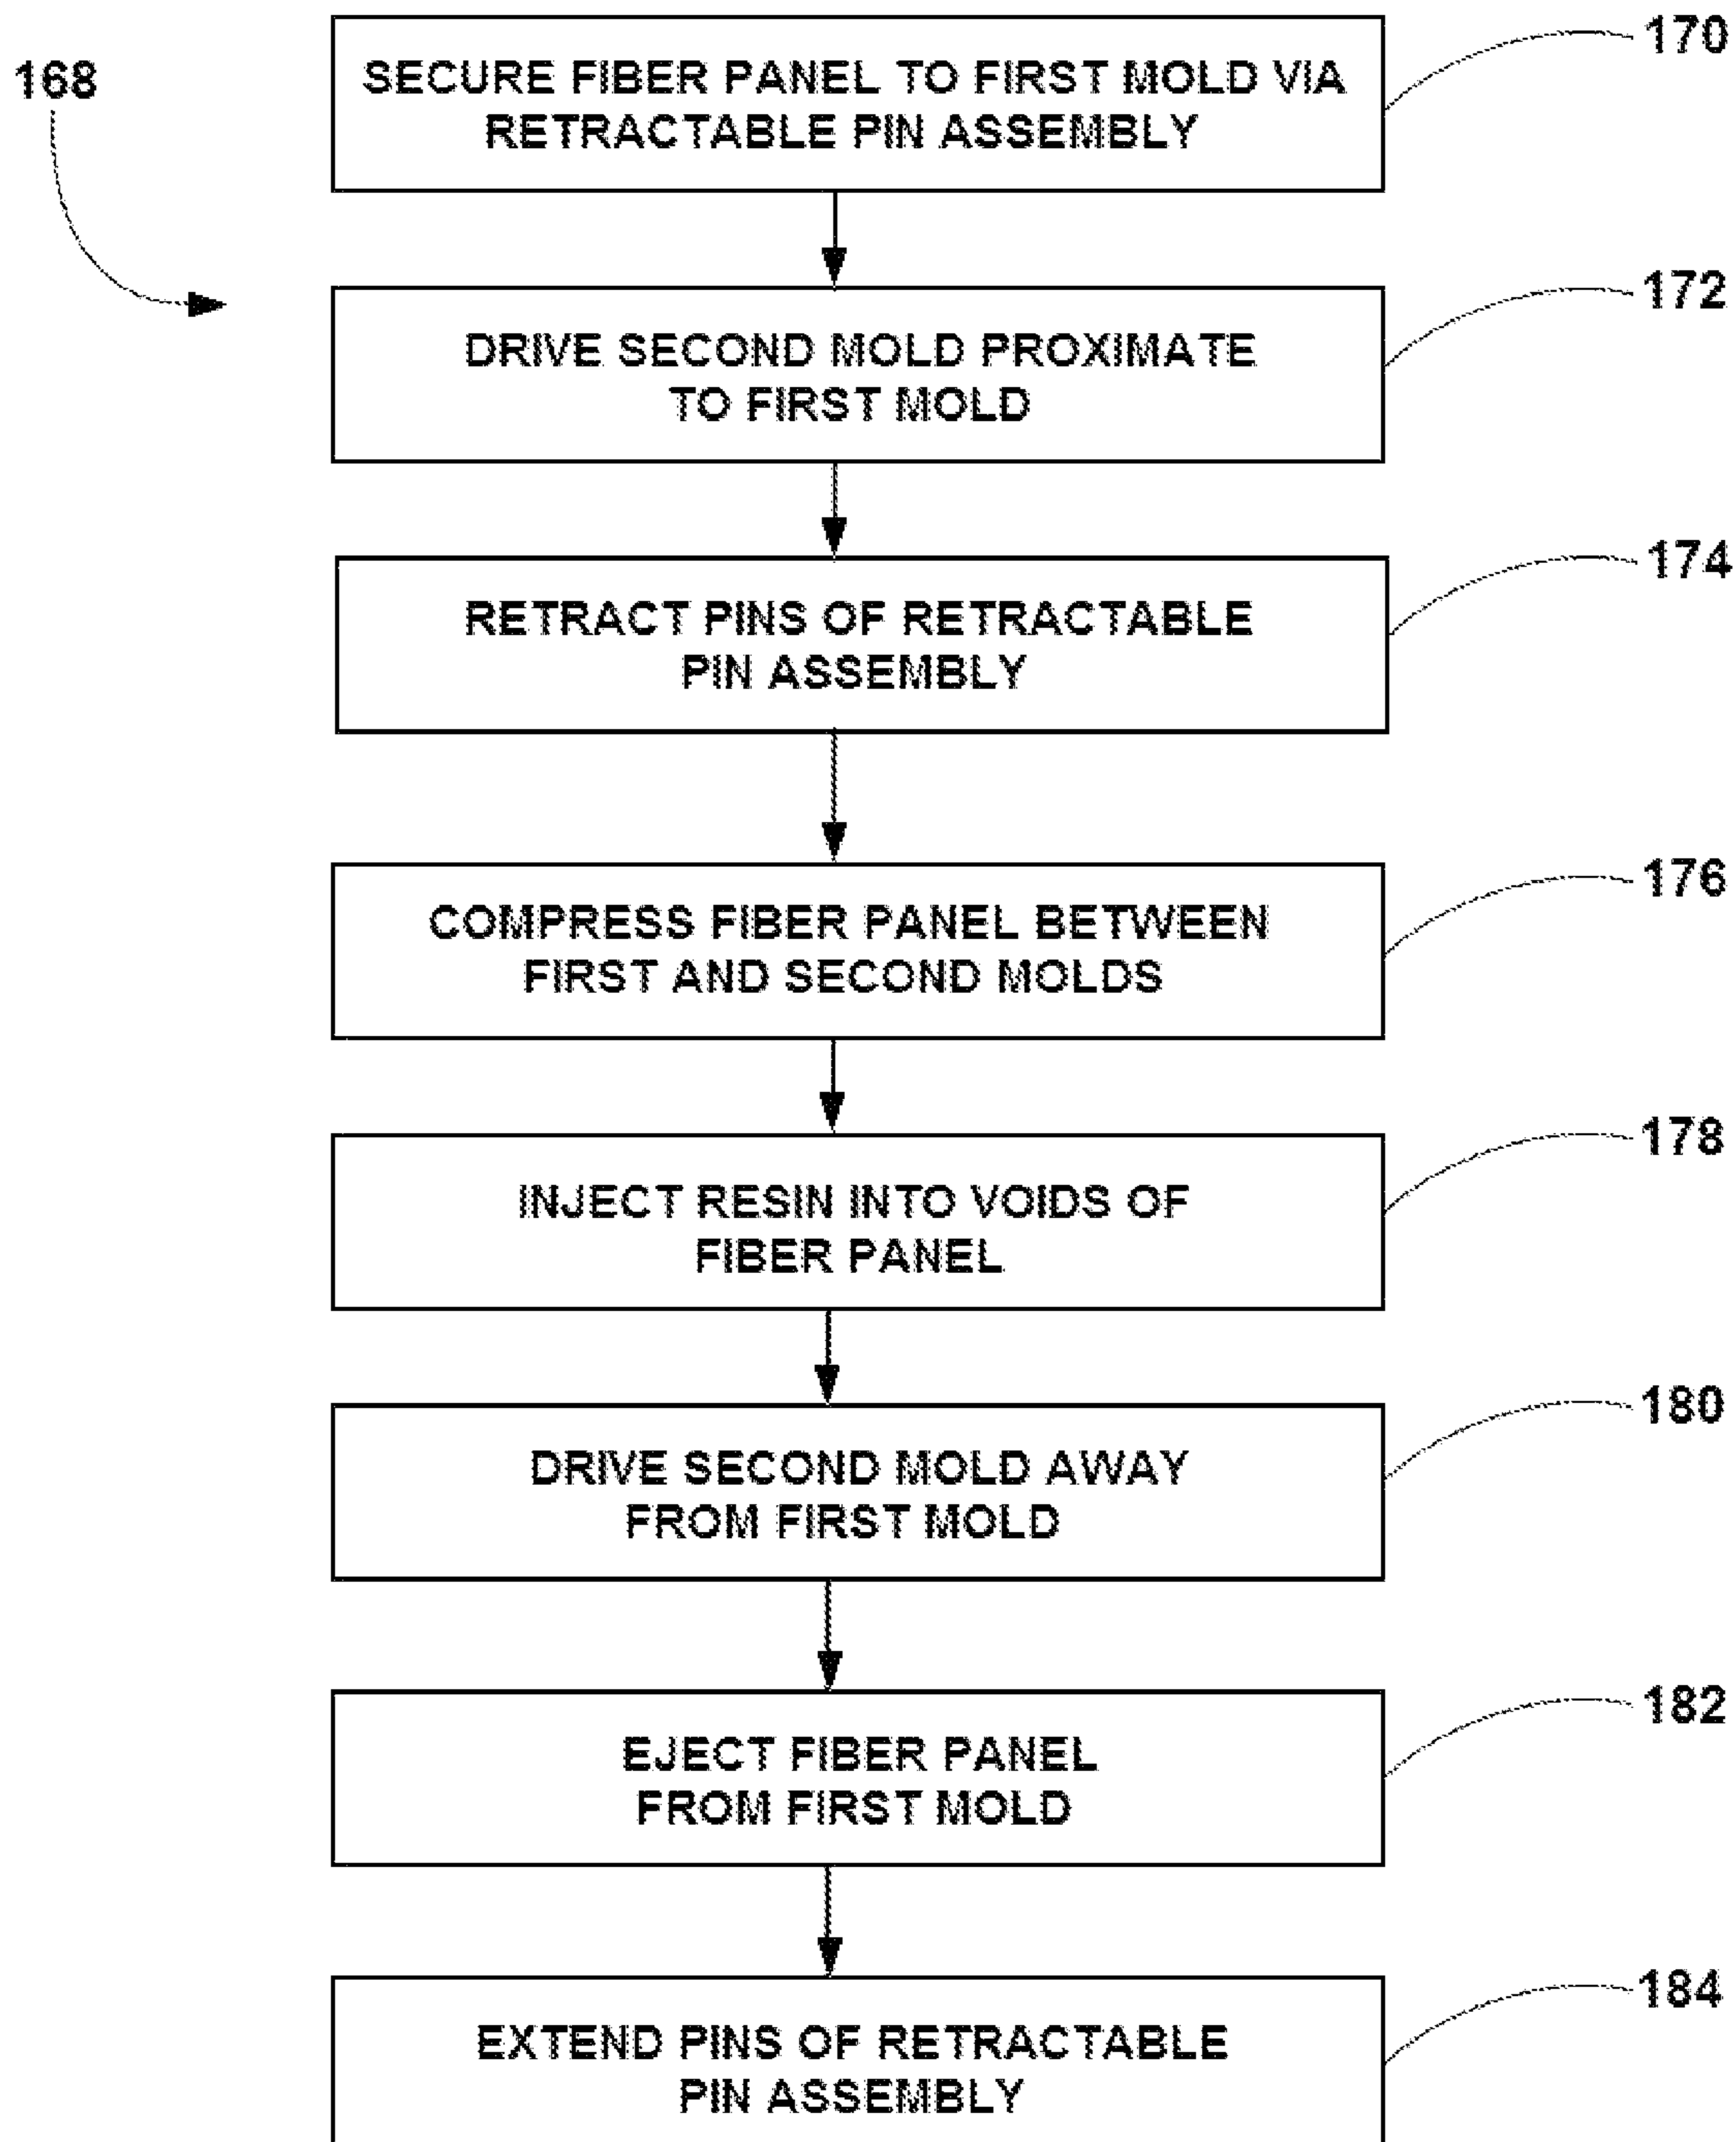 168
170
SECURE FIBER PANEL TO FIRST MOLD VIA
RETRACTABLE PIN ASSEMBLY
172
DRIVE SECOND MOLD PROXIMATE
TO FIRST MOLD
174
RETRACT PINS OF RETRACTABLE
PIN ASSEMBLY
176
COMPRESS FIBER PANEL BETWEEN
FIRST AND SECOND MOLDS
178
INJECT RESIN INTO VOIDS OF
FIBER PANEL
180
DRIVE SECOND MOLD AWAY
FROM FIRST MOLD
182
EJECT FIBER PANEL
FROM FIRST MOLD
184
EXTEND PINS OF RETRACTABLE
PIN ASSEMBLY